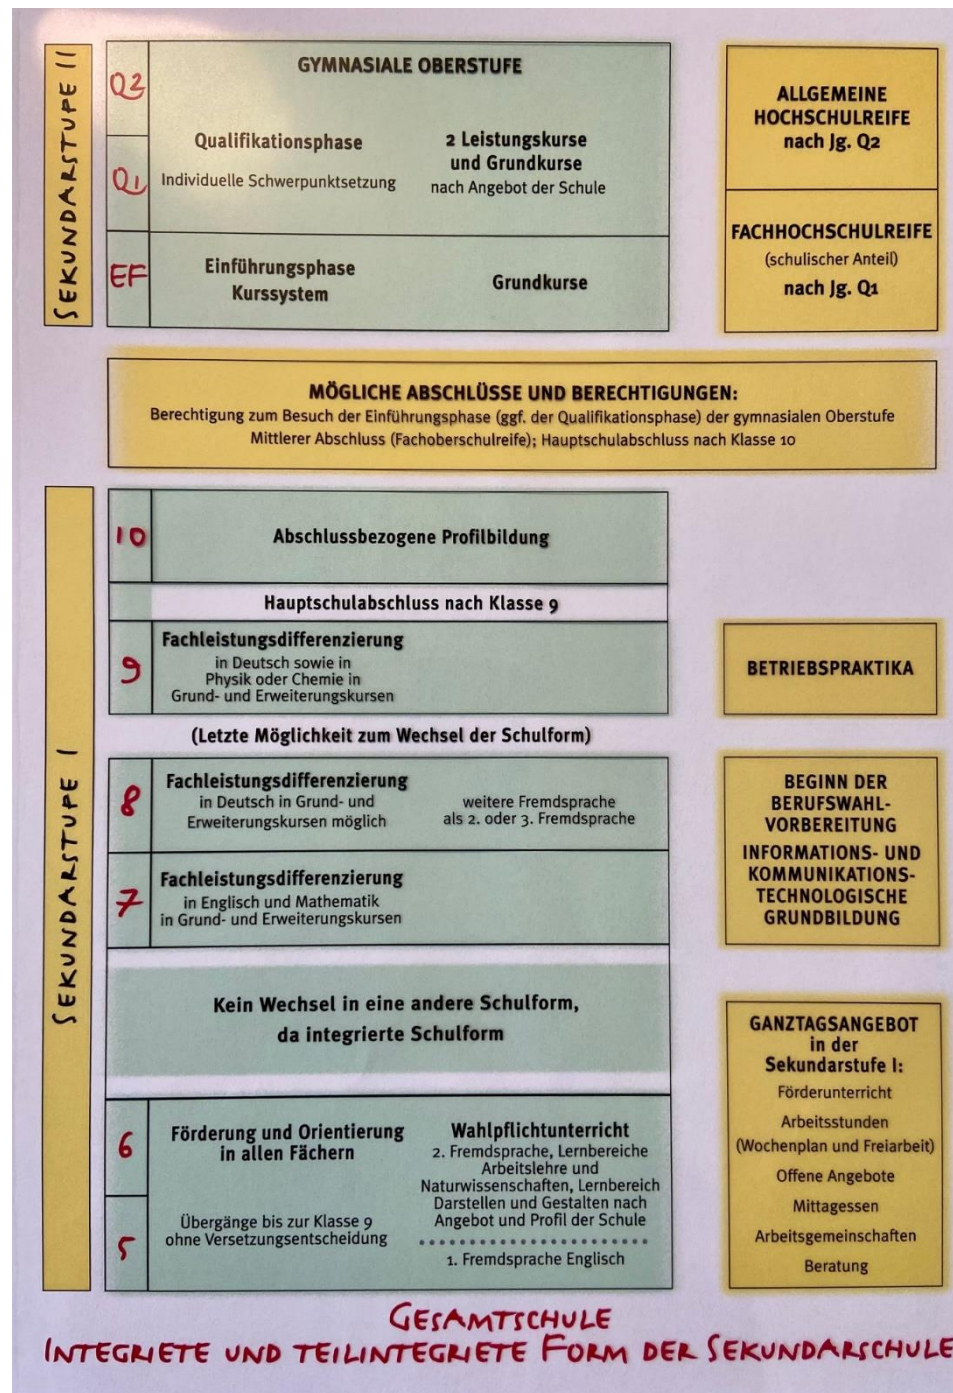 SEKUNDARSTUFE II
Q2
GYMNASIALE OBERSTUFE
Q1
Qualifikationsphase
Individuelle Schwerpunktsetzung
2 Leistungskurse
und Grundkurse
nach Angebot der Schule
EF
Einführungsphase
Kurssystem
Grundkurse
ALLGEMEINE
HOCHSCHULREIFE
nach Jg. Q2
FACHHOCHSCHULREIFE
(schulischer Anteil)
nach Jg. Q1
MÖGLICHE ABSCHLÜSSE UND BERECHTIGUNGEN:
Berechtigung zum Besuch der Einführungsphase (ggf. der Qualifikationsphase) der gymnasialen Oberstufe
Mittlerer Abschluss (Fachoberschulreife); Hauptschulabschluss nach Klasse 10
SEKUNDARSTUFE I
10
Abschlussbezogene Profilbildung
Hauptschulabschluss nach Klasse 9
9
Fachleistungsdifferenzierung
in Deutsch sowie in
Physik oder Chemie in
Grund- und Erweiterungskursen
BETRIEBSPRAKTIKA
(Letzte Möglichkeit zum Wechsel der Schulform)
8
Fachleistungsdifferenzierung
in Deutsch in Grund- und
Erweiterungskursen möglich
weitere Fremdsprache
als 2. oder 3. Fremdsprache
7
Fachleistungsdifferenzierung
in Englisch und Mathematik
in Grund- und Erweiterungskursen
BEGINN DER
BERUFSWAHL-
VORBEREITUNG
INFORMATIONS- UND
KOMMUNIKATIONS-
TECHNOLOGISCHE
GRUNDBILDUNG
Kein Wechsel in eine andere Schulform,
da integrierte Schulform
6
Förderung und Orientierung
in allen Fächern
5
Übergänge bis zur Klasse 9
ohne Versetzungsentscheidung
Wahlpflichtunterricht
2. Fremdsprache, Lernbereiche
Arbeitslehre und
Naturwissenschaften, Lernbereich
Darstellen und Gestalten nach
Angebot und Profil der Schule
1. Fremdsprache Englisch
GANZTAGSANGEBOT
in der
Sekundarstufe I:
Förderunterricht
Arbeitsstunden
(Wochenplan und Freiarbeit)
Offene Angebote
Mittagessen
Arbeitsgemeinschaften
Beratung
GESAMTSCHULE
INTEGRIETE UND TEILINTEGRIETE FORM DER SEKUNDARSCHULE